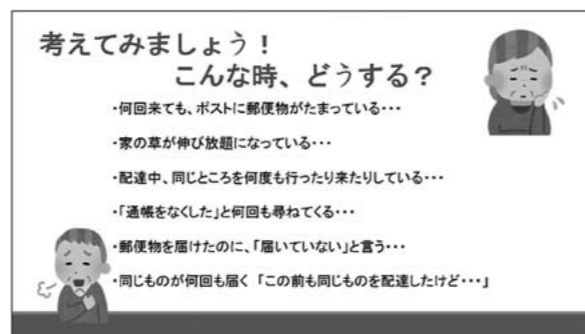 考えてみましょう！
こんな時、どうする？
・何回来ても、ポストに郵便物がたまっている・・・
・家の草が伸び放題になっている・・・
・配達中、同じところを何度も行ったり来たりしている・・・
・「通帳をなくした」と何回も尋ねてくる・・・
・郵便物を届けたのに、「届いていない」と言う・・・
・同じものが何回も届く 「この前も同じものを配達したけど・・・」